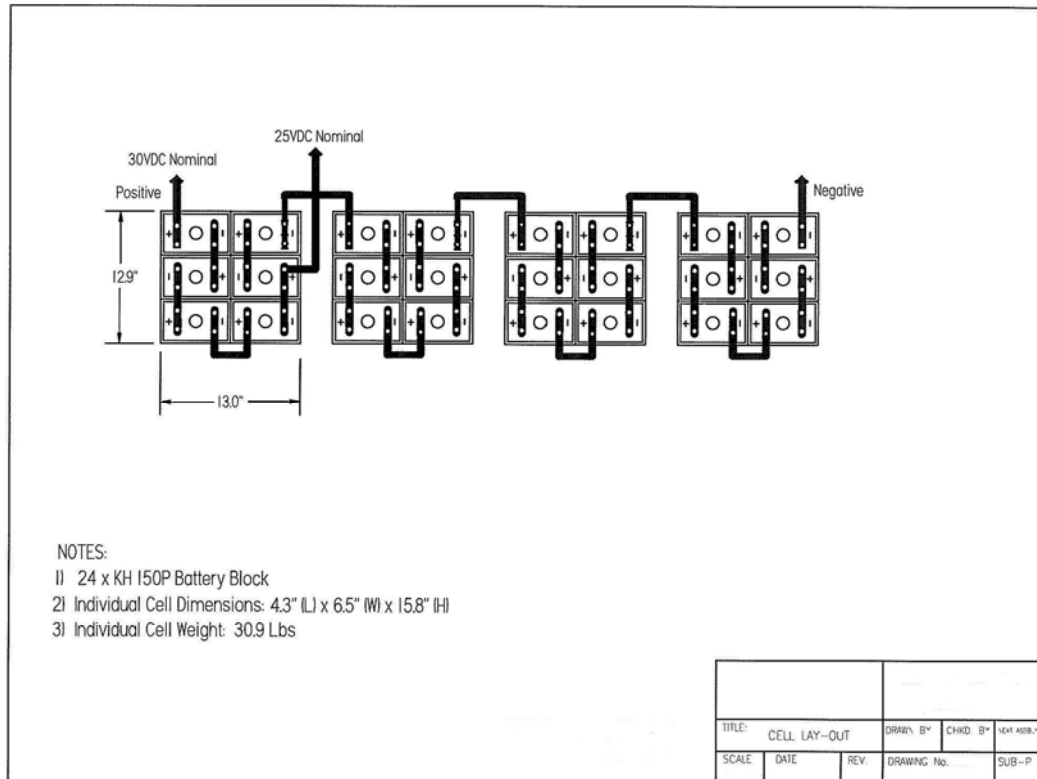 25VDC Nominal
30VDC Nominal
Positive
Negative
12.9"
13.0"
NOTES:
1) 24 x KH 150P Battery Block
2) Individual Cell Dimensions: 4.3" (L) x 6.5" (W) x 15.8" (H)
3) Individual Cell Weight: 30.9 Lbs
TITLE: CELL LAY-OUT
DRAWN BY
CHKD. BY
NEXT ASSBLY
SCALE
DATE
REV.
DRAWING No.
SUB-P